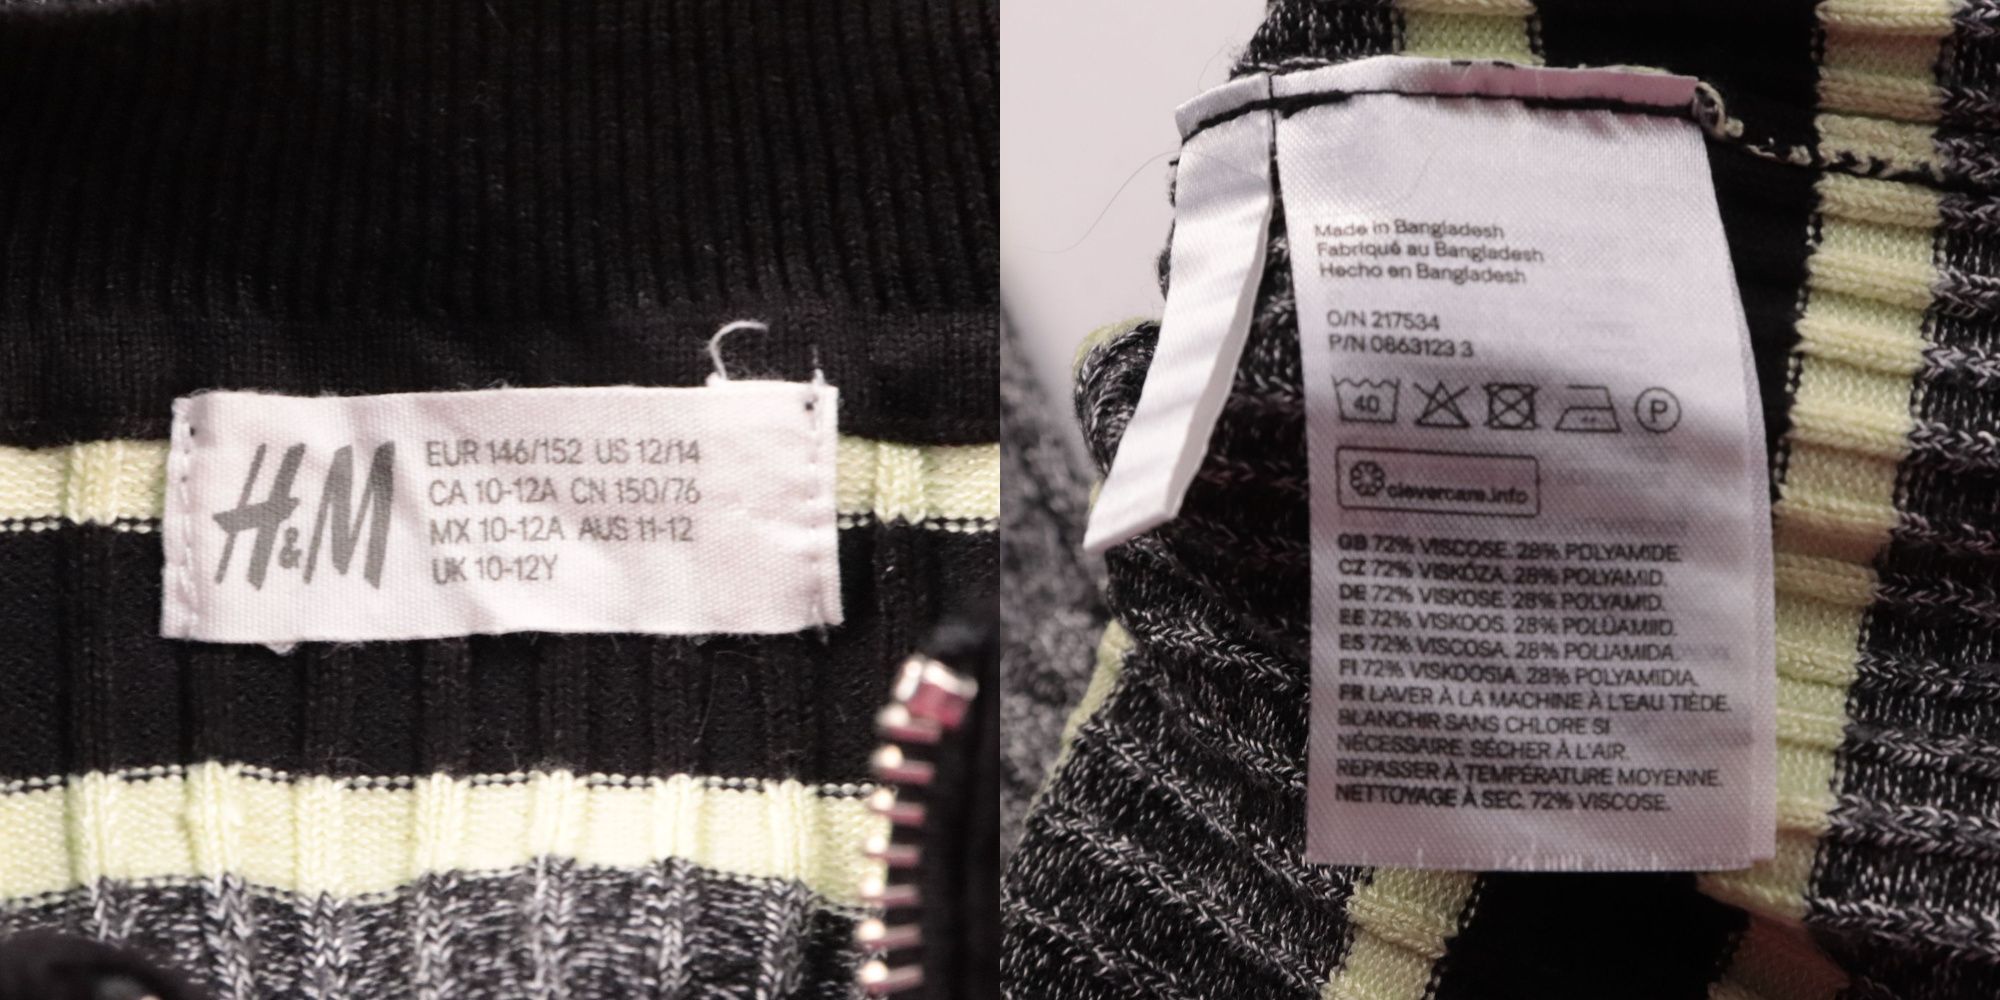 H&M
EUR 146/152 US 12/14
CA 10-12A CN 150/76
MX 10-12A AUS 11-12
UK 10-12Y
Made in Bangladesh
Fabriqué au Bangladesh
Hecho en Bangladesh
O/N 217534
P/N 0863123 3
40
P
clevercare.info
GB 72% VISCOSE. 28% POLYAMIDE.
CZ 72% VISKÓZA. 28% POLYAMID.
DE 72% VISKOSE. 28% POLYAMID.
EE 72% VISKOOS. 28% POLÜAMIID.
ES 72% VISCOSA. 28% POLIAMIDA.
FI 72% VISKOOSIA. 28% POLYAMIDIA.
FR LAVER À LA MACHINE À L'EAU TIÈDE.
BLANCHIR SANS CHLORE SI
NÉCESSAIRE. SÉCHER À L'AIR.
REPASSER À TEMPÉRATURE MOYENNE.
NETTOYAGE À SEC. 72% VISCOSE.